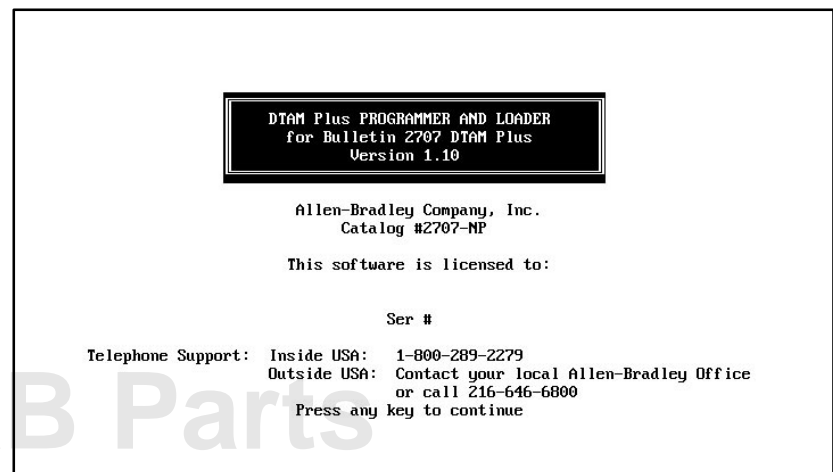 DTAM Plus PROGRAMMER AND LOADER
for Bulletin 2707 DTAM Plus
Version 1.10
Allen-Bradley Company, Inc.
Catalog #2707-NP
This software is licensed to:
Ser #
Telephone Support: Inside USA: 1-800-289-2279
Outside USA: Contact your local Allen-Bradley Office
or call 216-646-6800
Press any key to continue
B Parts